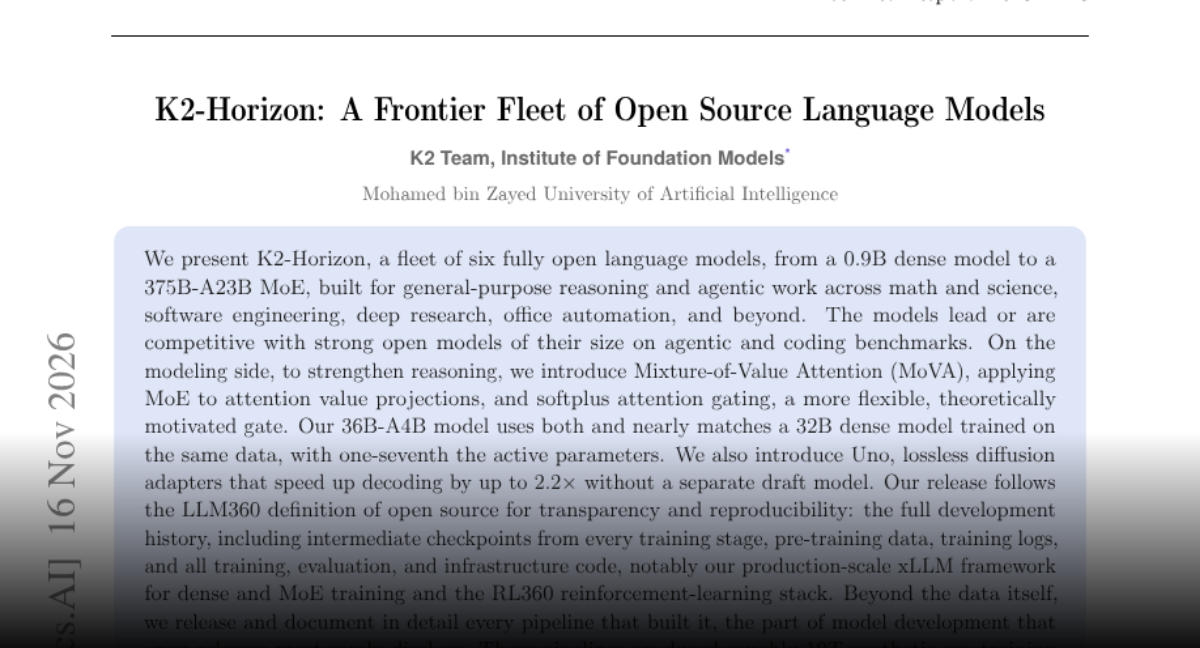 K2-Horizon: A Frontier Fleet of Open Source Language Models
K2 Team, Institute of Foundation Models*
Mohamed bin Zayed University of Artificial Intelligence
We present K2-Horizon, a fleet of six fully open language models, from a 0.9B dense model to a
375B-A23B MoE, built for general-purpose reasoning and agentic work across math and science,
software engineering, deep research, office automation, and beyond. The models lead or are
competitive with strong open models of their size on agentic and coding benchmarks. On the
modeling side, to strengthen reasoning, we introduce Mixture-of-Value Attention (MoVA), applying
MoE to attention value projections, and softplus attention gating, a more flexible, theoretically
motivated gate. Our 36B-A4B model uses both and nearly matches a 32B dense model trained on
the same data, with one-seventh the active parameters. We also introduce Uno, lossless diffusion
adapters that speed up decoding by up to 2.2× without a separate draft model. Our release follows
the LLM360 definition of open source for transparency and reproducibility: the full development
history, including intermediate checkpoints from every training stage, pre-training data, training logs,
and all training, evaluation, and infrastructure code, notably our production-scale xLLM framework
for dense and MoE training and the RL360 reinforcement-learning stack. Beyond the data itself,
we release and document in detail every pipeline that built it, the part of model development that
cs.AI] 16 Nov 2026